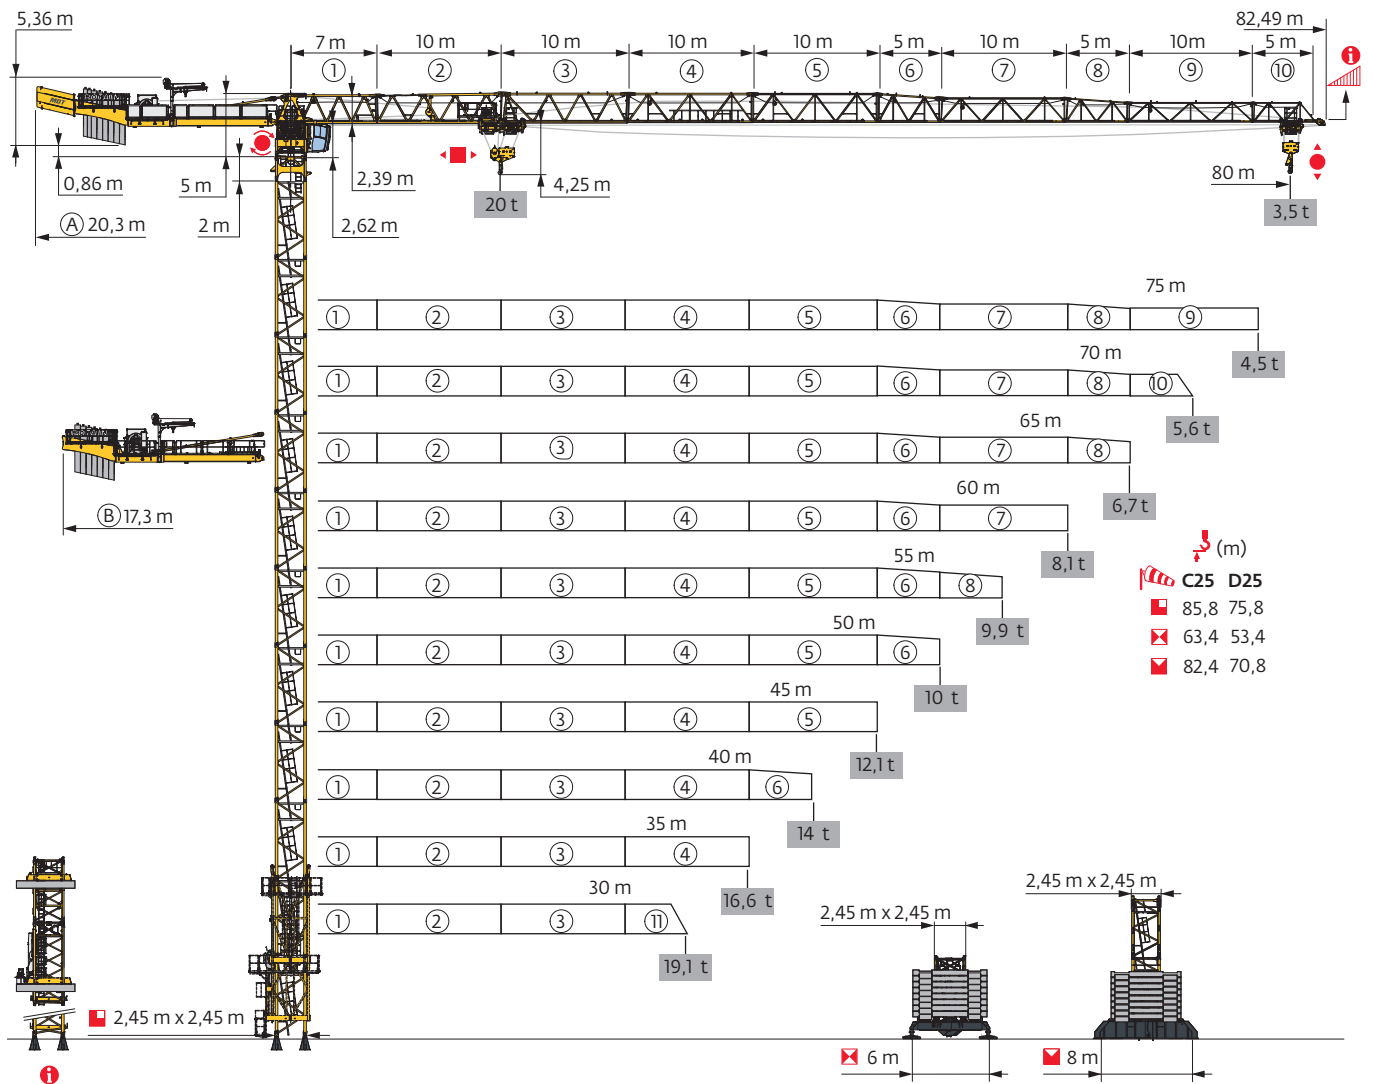 5,36 m
82,49 m
7 m 10 m 10 m 10 m 10 m 5 m 10 m 5 m 10m 5 m
1 2 3 4 5 6 7 8 9 10
i
MDT
0,86 m
5 m
2,39 m
4,25 m
80 m
20 t
3,5 t
A 20,3 m
2 m
2,62 m
75 m
1 2 3 4 5 6 7 8 9
4,5 t
70 m
1 2 3 4 5 6 7 8 10
5,6 t
65 m
1 2 3 4 5 6 7 8
6,7 t
B 17,3 m
60 m
1 2 3 4 5 6 7
8,1 t
(m)
C25 D25
85,8 75,8
63,4 53,4
82,4 70,8
55 m
1 2 3 4 5 6 8
9,9 t
50 m
1 2 3 4 5 6
10 t
45 m
1 2 3 4 5
12,1 t
40 m
1 2 3 4 6
14 t
35 m
1 2 3 4
16,6 t
30 m
1 2 3 11
19,1 t
2,45 m x 2,45 m
2,45 m x 2,45 m
2,45 m x 2,45 m
6 m
8 m
i